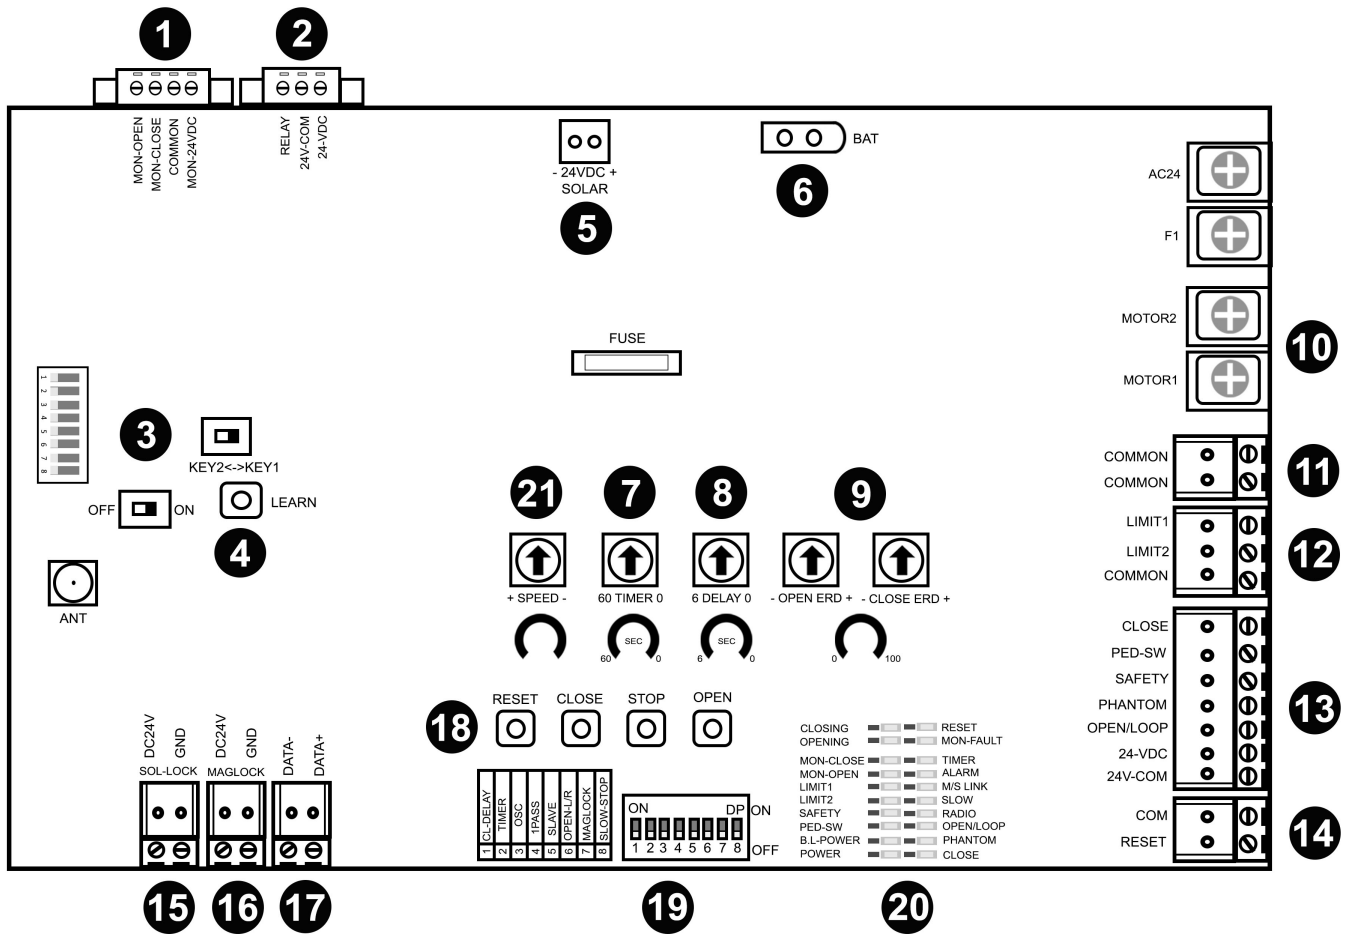 1
2
MON-OPEN
MON-CLOSE
COMMON
MON-24VDC
RELAY
24V-COM
24-VDC
- 24VDC +
SOLAR
5
BAT
6
AC24
F1
MOTOR2
MOTOR1
10
FUSE
1
2
3
4
5
6
7
8
3
KEY2<->KEY1
OFF
ON
LEARN
4
ANT
21
7
8
9
+ SPEED -
60 TIMER 0
6 DELAY 0
- OPEN ERD +
- CLOSE ERD +
SEC
60
0
SEC
6
0
0
100
COMMON
COMMON
11
LIMIT1
LIMIT2
COMMON
12
CLOSE
PED-SW
SAFETY
PHANTOM
OPEN/LOOP
24-VDC
24V-COM
13
COM
RESET
14
18
RESET
CLOSE
STOP
OPEN
DC24V
GND
SOL-LOCK
DC24V
GND
MAGLOCK
DATA-
DATA+
15
16
17
1 CL-DELAY
2 TIMER
3 OSC
4 1PASS
5 SLAVE
6 OPEN-L/R
7 MAGLOCK
8 SLOW-STOP
ON DP
1 2 3 4 5 6 7 8
ON
OFF
19
CLOSING RESET
OPENING MON-FAULT
MON-CLOSE TIMER
MON-OPEN ALARM
LIMIT1 M/S LINK
LIMIT2 SLOW
SAFETY RADIO
PED-SW OPEN/LOOP
B.L-POWER PHANTOM
POWER CLOSE
20